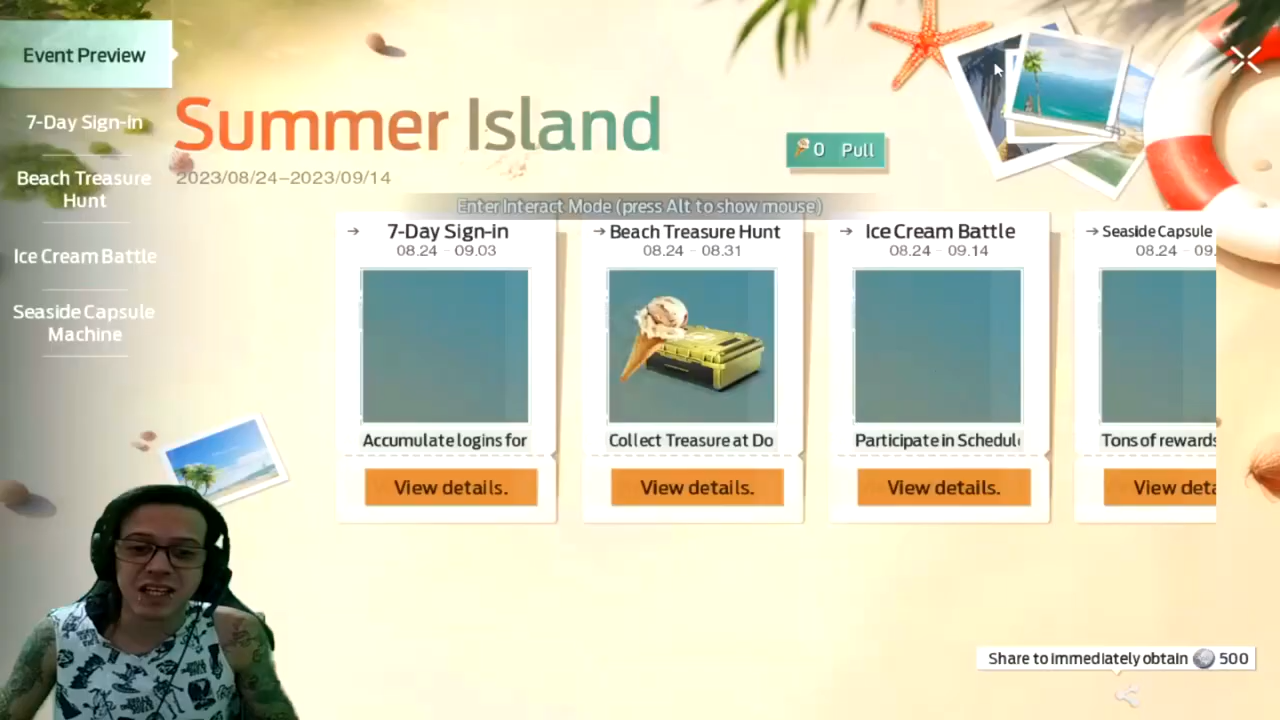 Event Preview
7-Day Sign-in
Beach Treasure
Hunt
Ice Cream Battle
Seaside Capsule
Machine
Summer Island
2023/08/24-2023/09/14
0 Pull
Enter Interact Mode (press Alt to show mouse)
7-Day Sign-in
08.24 - 09.03
Accumulate logins for
View details.
Beach Treasure Hunt
08.24 - 08.31
Collect Treasure at Do
View details.
Ice Cream Battle
08.24 - 09.14
Participate in Schedul
View details.
Seaside Capsule
08.24 - 09.
Tons of rewards
View deta
Share to immediately obtain 500